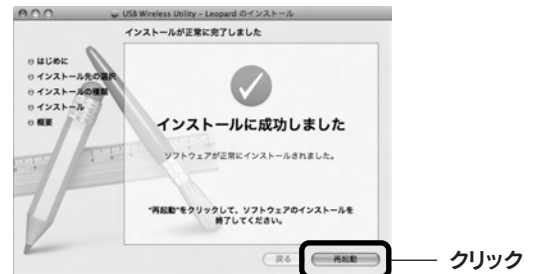 USB Wireless Utility - Leopard のインストール
インストールが正常に完了しました
はじめに
インストール先の選択
インストールの種類
インストール
概要
インストールに成功しました
ソフトウェアが正常にインストールされました。
"再起動"をクリックして、ソフトウェアのインストールを
終了してください。
戻る
再起動
クリック